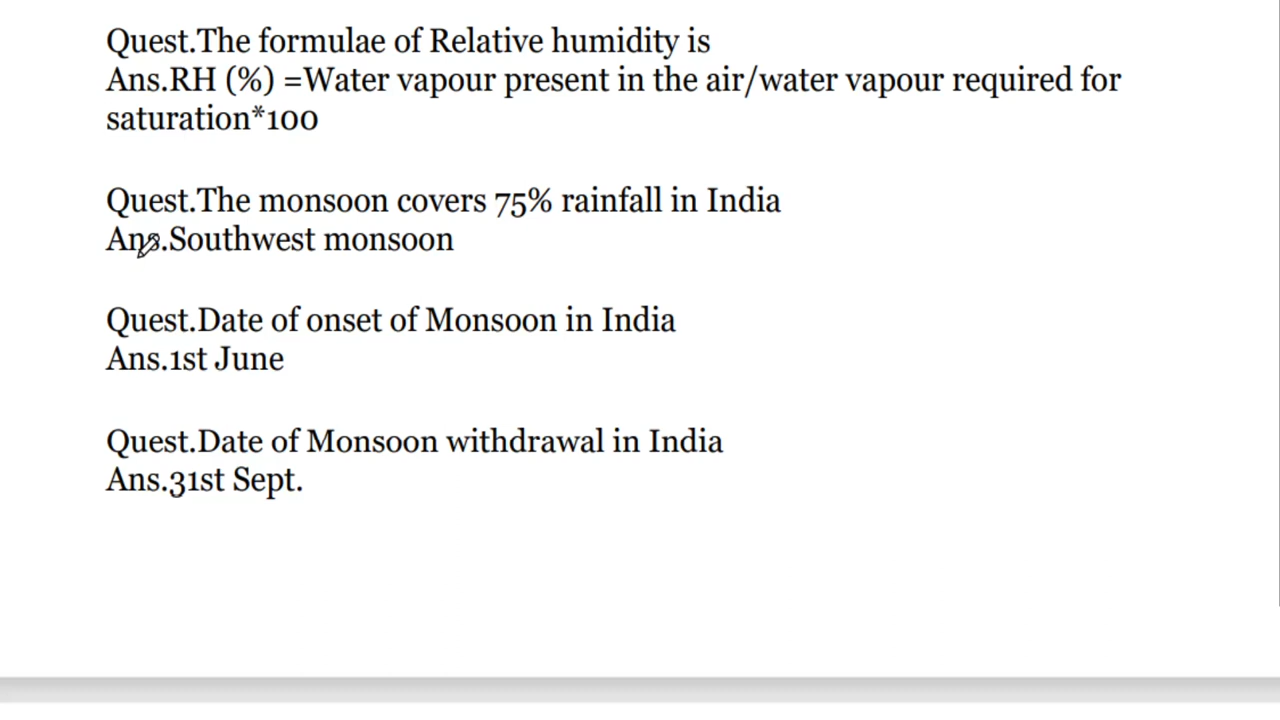 Quest.The formulae of Relative humidity is
Ans.RH (%) =Water vapour present in the air/water vapour required for
saturation*100
Quest.The monsoon covers 75% rainfall in India
Ans.Southwest monsoon
Quest.Date of onset of Monsoon in India
Ans.1st June
Quest.Date of Monsoon withdrawal in India
Ans.31st Sept.